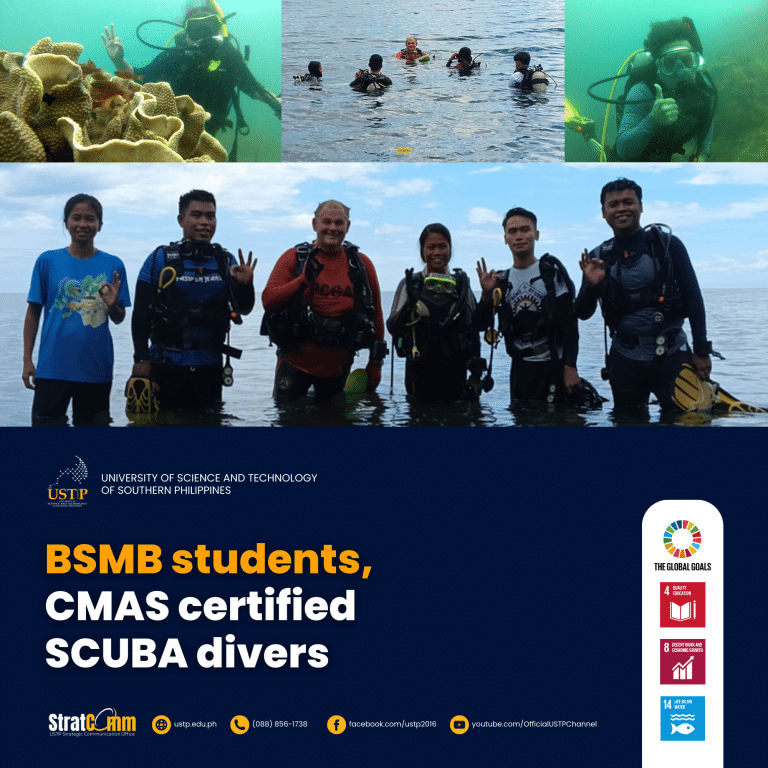 PCGA
USTP
UNIVERSITY OF SCIENCE AND TECHNOLOGY
OF SOUTHERN PHILIPPINES
BSMB students,
CMAS certified
SCUBA divers
THE GLOBAL GOALS
4 QUALITY
EDUCATION
8 DECENT WORK AND
ECONOMIC GROWTH
14 LIFE BELOW
WATER
StratComm
USTP Strategic Communication Office
ustp.edu.ph
(088) 856-1738
facebook.com/ustp2016
youtube.com/OfficialUSTPChannel